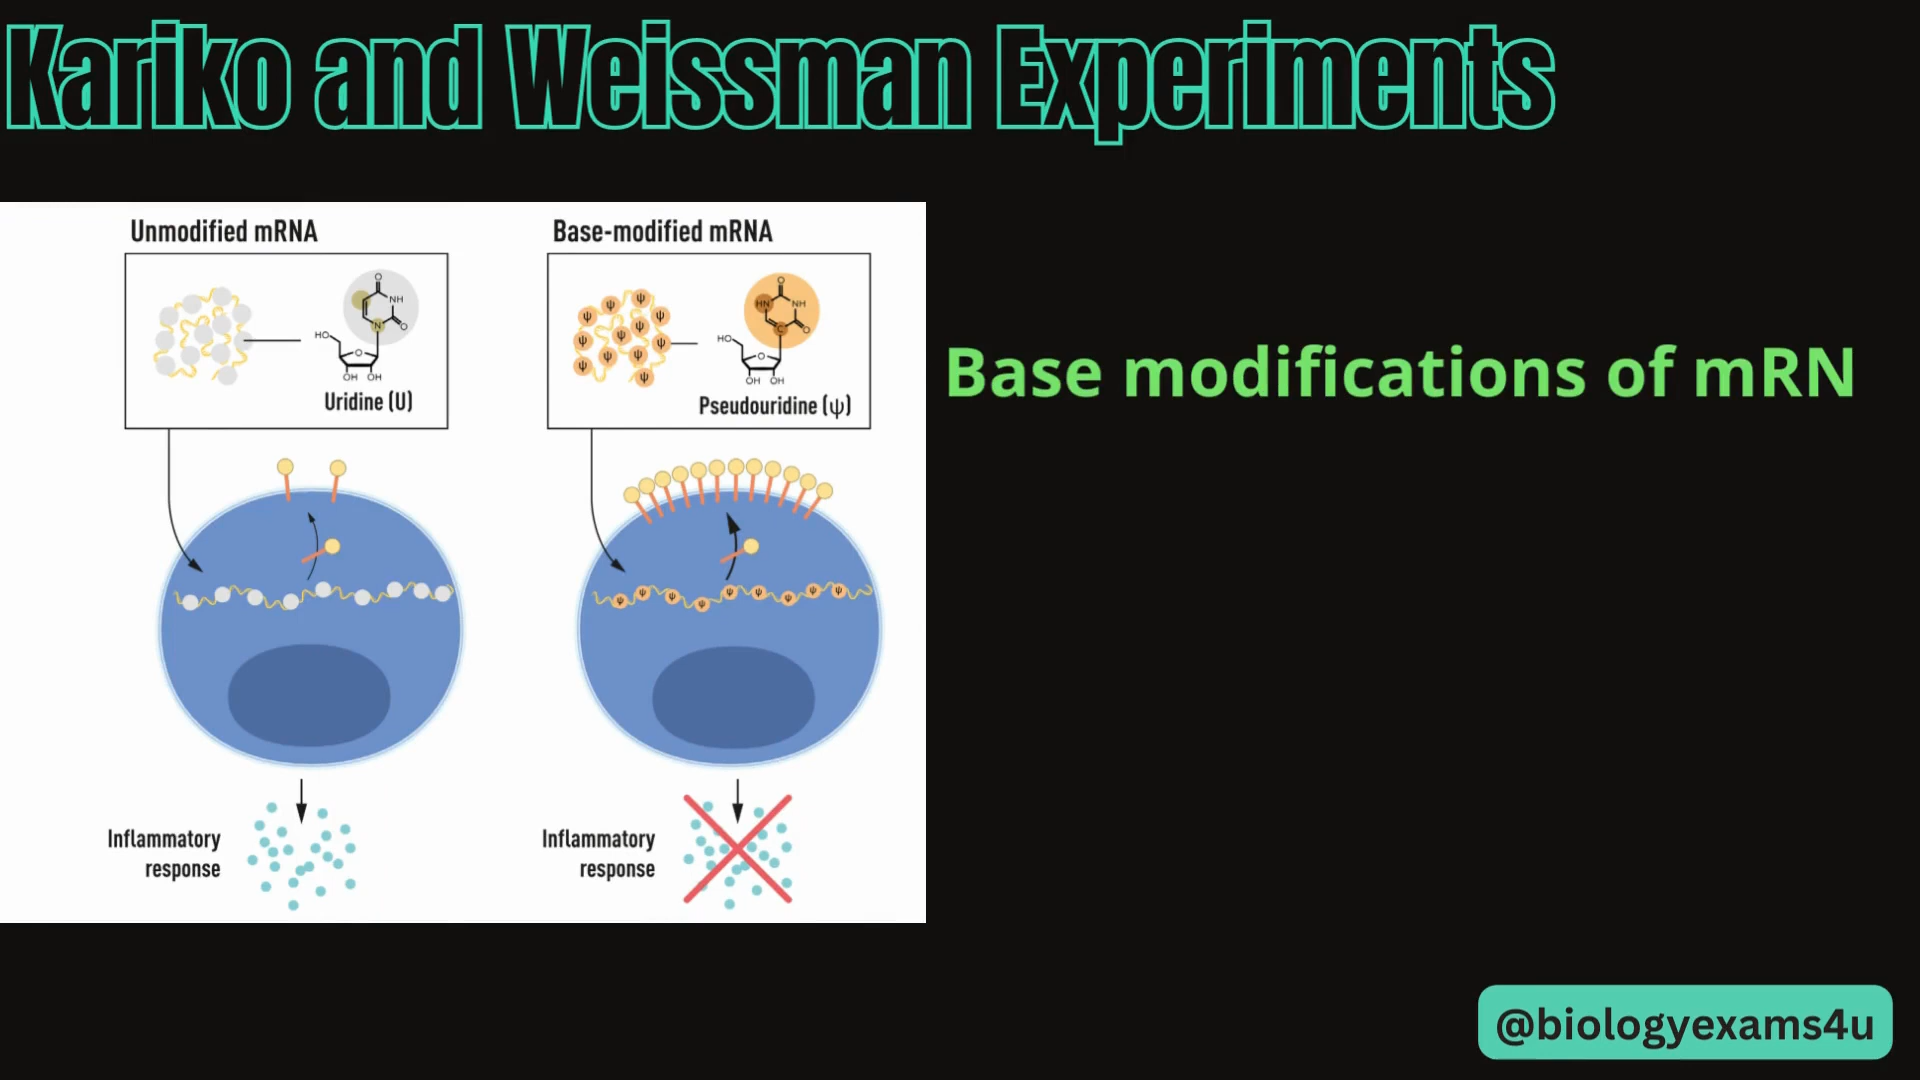 Kariko and Weissman Experiments
Unmodified mRNA
Base-modified mRNA
O
NH
N
O
HO
O
OH OH
Uridine (U)
ψ ψ ψ ψ ψ ψ ψ ψ ψ ψ ψ ψ
O
HN
NH
C
O
HO
O
OH OH
Pseudouridine (ψ)
Base modifications of mRN
ψ ψ ψ ψ ψ ψ ψ ψ ψ
Inflammatory
response
Inflammatory
response
@biologyexams4u